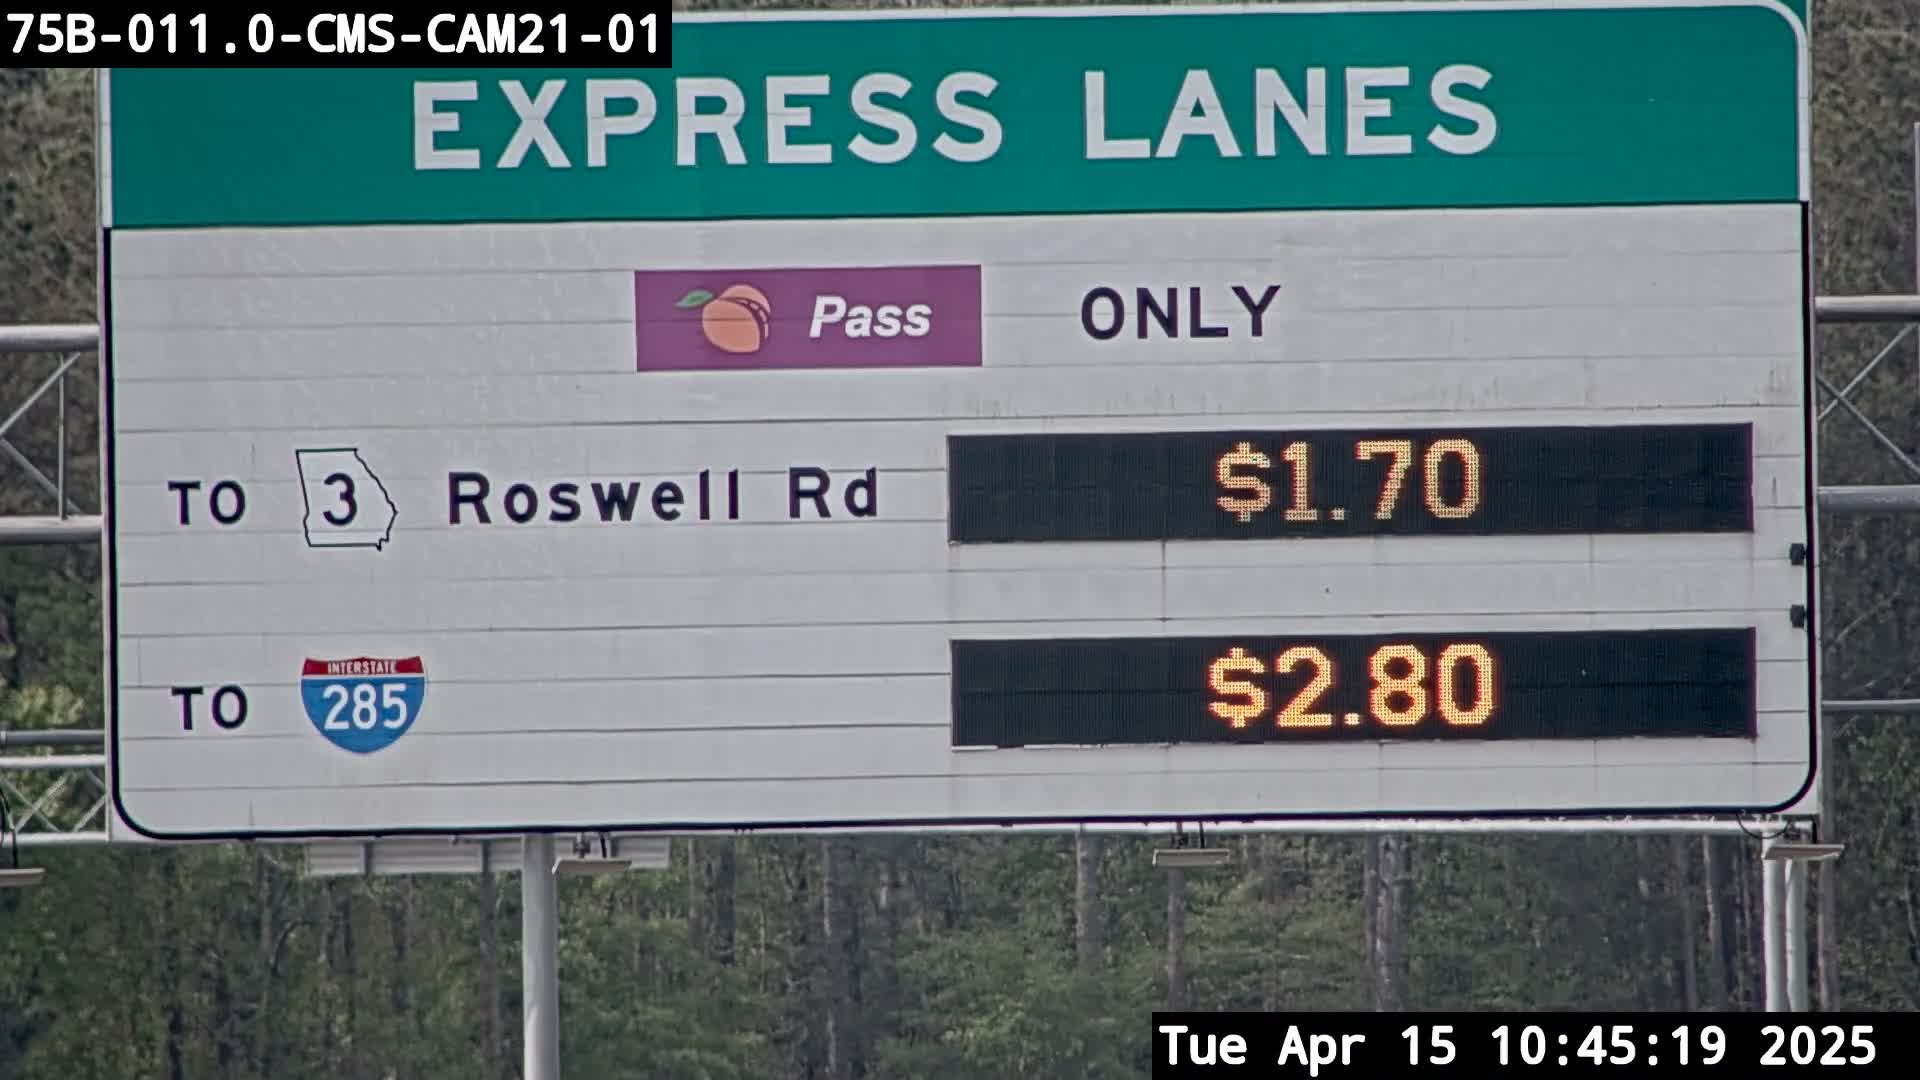 75B-011.0-CMS-CAM21-01
EXPRESS LANES
Pass ONLY
TO 3 Roswell Rd $1.70
INTERSTATE
TO 285 $2.80
Tue Apr 15 10:45:19 2025